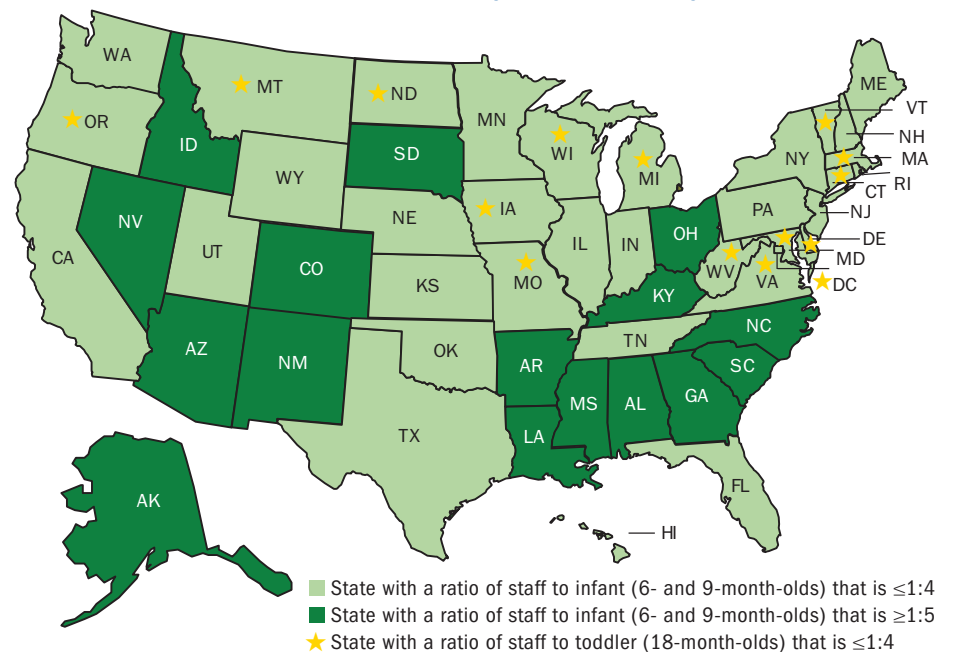 WA
MT
ND
MN
OR
ID
SD
WI
MI
NY
ME
VT
NH
MA
RI
CT
WY
IA
NE
PA
NJ
NV
UT
CO
IL
IN
OH
DE
MD
DC
CA
KS
MO
WV
VA
KY
AZ
NM
OK
AR
TN
NC
SC
TX
LA
MS
AL
GA
FL
AK
HI
State with a ratio of staff to infant (6- and 9-month-olds) that is ≤1:4
State with a ratio of staff to infant (6- and 9-month-olds) that is ≥1:5
State with a ratio of staff to toddler (18-month-olds) that is ≤1:4